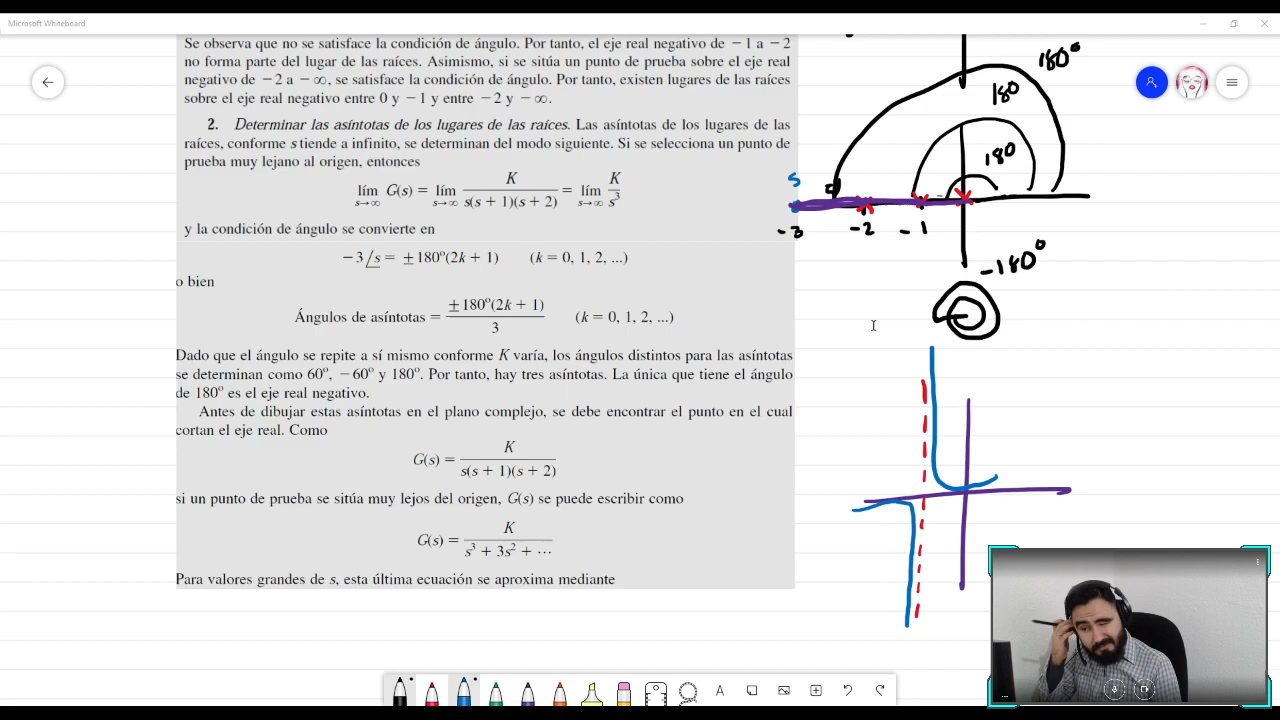 Microsoft Whiteboard
Se observa que no se satisface la condición de ángulo. Por tanto, el eje real negativo de −1 a −2
no forma parte del lugar de las raíces. Asimismo, si se sitúa un punto de prueba sobre el eje real
negativo de −2 a −∞, se satisface la condición de ángulo. Por tanto, existen lugares de las raíces
sobre el eje real negativo entre 0 y −1 y entre −2 y −∞.
2. Determinar las asíntotas de los lugares de las raíces. Las asíntotas de los lugares de las
raíces, conforme s tiende a infinito, se determinan del modo siguiente. Si se selecciona un punto de
prueba muy lejano al origen, entonces
lím s→∞ G(s) = lím s→∞ K / s(s + 1)(s + 2) = lím s→∞ K / s³
y la condición de ángulo se convierte en
−3 ∠s = ±180°(2k + 1) (k = 0, 1, 2, ...)
o bien
Ángulos de asíntotas = ±180°(2k + 1) / 3 (k = 0, 1, 2, ...)
Dado que el ángulo se repite a sí mismo conforme K varía, los ángulos distintos para las asíntotas
se determinan como 60°, −60° y 180°. Por tanto, hay tres asíntotas. La única que tiene el ángulo
de 180° es el eje real negativo.
Antes de dibujar estas asíntotas en el plano complejo, se debe encontrar el punto en el cual
cortan el eje real. Como
G(s) = K / s(s + 1)(s + 2)
si un punto de prueba se sitúa muy lejos del origen, G(s) se puede escribir como
G(s) = K / s³ + 3s² + ⋯
Para valores grandes de s, esta última ecuación se aproxima mediante
180°
180
180
s
-3 -2 -1
-180°
A